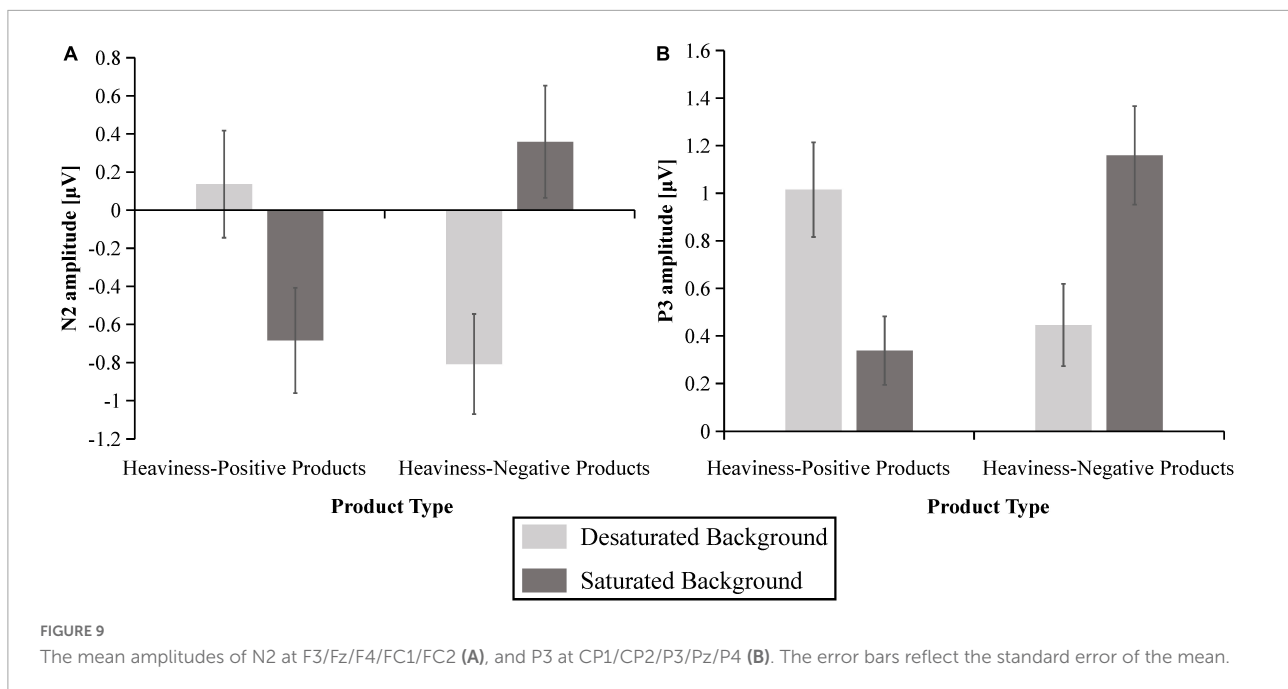 A
0.8
0.6
0.4
0.2
0
-0.2
-0.4
-0.6
-0.8
-1
-1.2
N2 amplitude [µV]
Heaviness-Positive Products Heaviness-Negative Products
Product Type
B
1.6
1.4
1.2
1
0.8
0.6
0.4
0.2
0
P3 amplitude [µV]
Heaviness-Positive Products Heaviness-Negative Products
Product Type
Desaturated Background
Saturated Background
FIGURE 9
The mean amplitudes of N2 at F3/Fz/F4/FC1/FC2 (A), and P3 at CP1/CP2/P3/Pz/P4 (B). The error bars reflect the standard error of the mean.